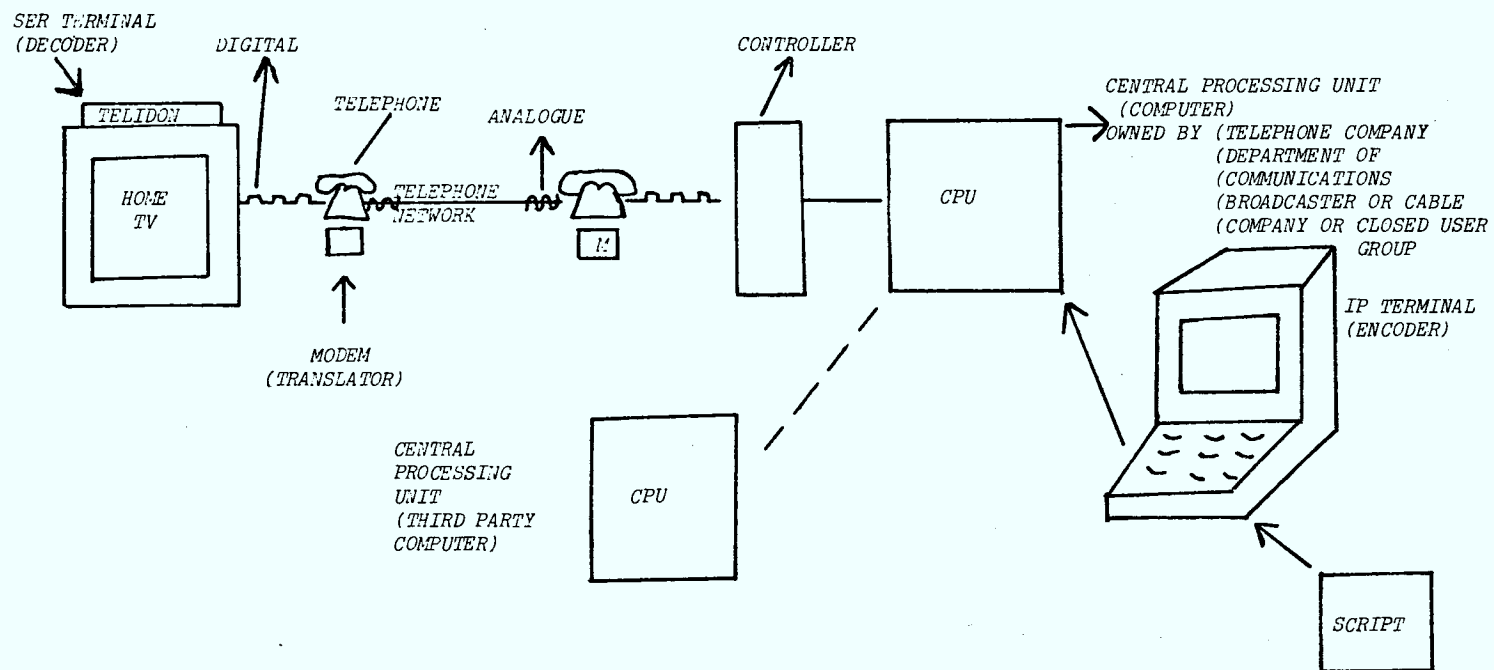 SER TERMINAL
(DECODER)
DIGITAL
TELIDON
HOME
TV
TELEPHONE
TELEPHONE
NETWORK
ANALOGUE
M
MODEM
(TRANSLATOR)
CONTROLLER
CPU
CENTRAL PROCESSING UNIT
(COMPUTER)
OWNED BY (TELEPHONE COMPANY
(DEPARTMENT OF
(COMMUNICATIONS
(BROADCASTER OR CABLE
(COMPANY OR CLOSED USER
GROUP
IP TERMINAL
(ENCODER)
CENTRAL
PROCESSING
UNIT
(THIRD PARTY
COMPUTER)
CPU
SCRIPT